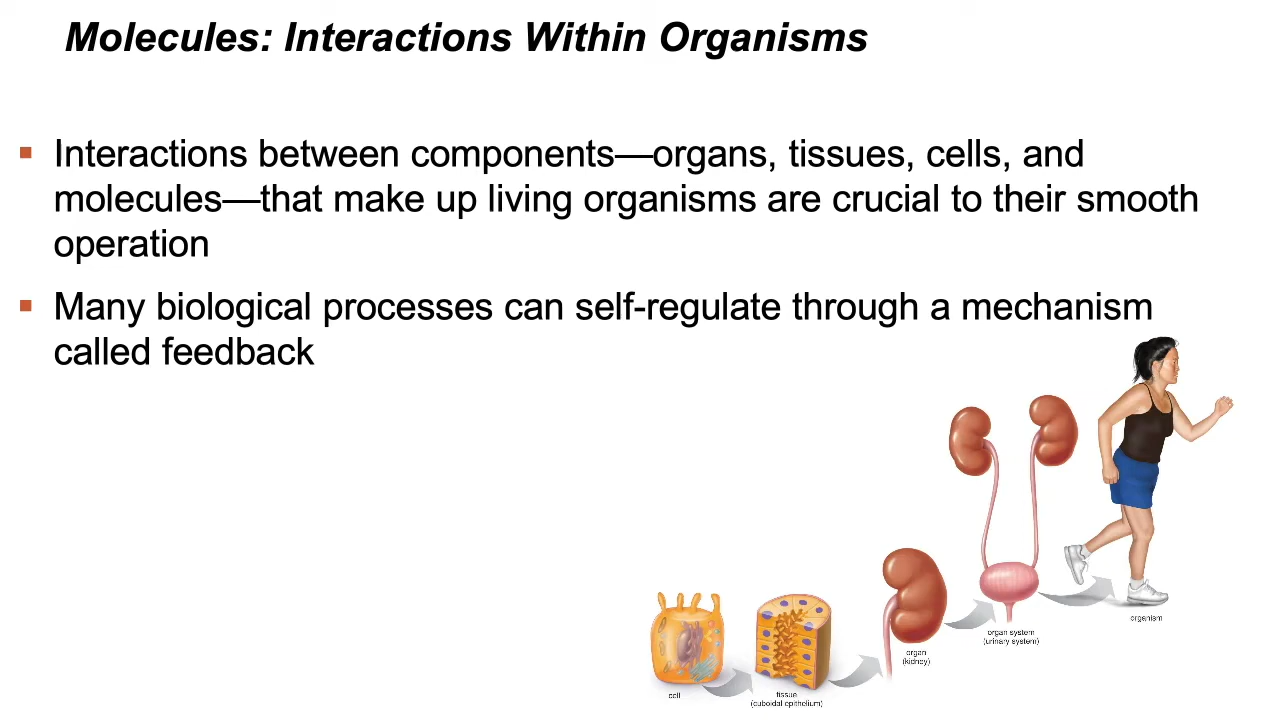 Molecules: Interactions Within Organisms
▪ Interactions between components—organs, tissues, cells, and
molecules—that make up living organisms are crucial to their smooth
operation
▪ Many biological processes can self-regulate through a mechanism
called feedback
cell
tissue
(cuboidal epithelium)
organ
(kidney)
organ system
(urinary system)
organism